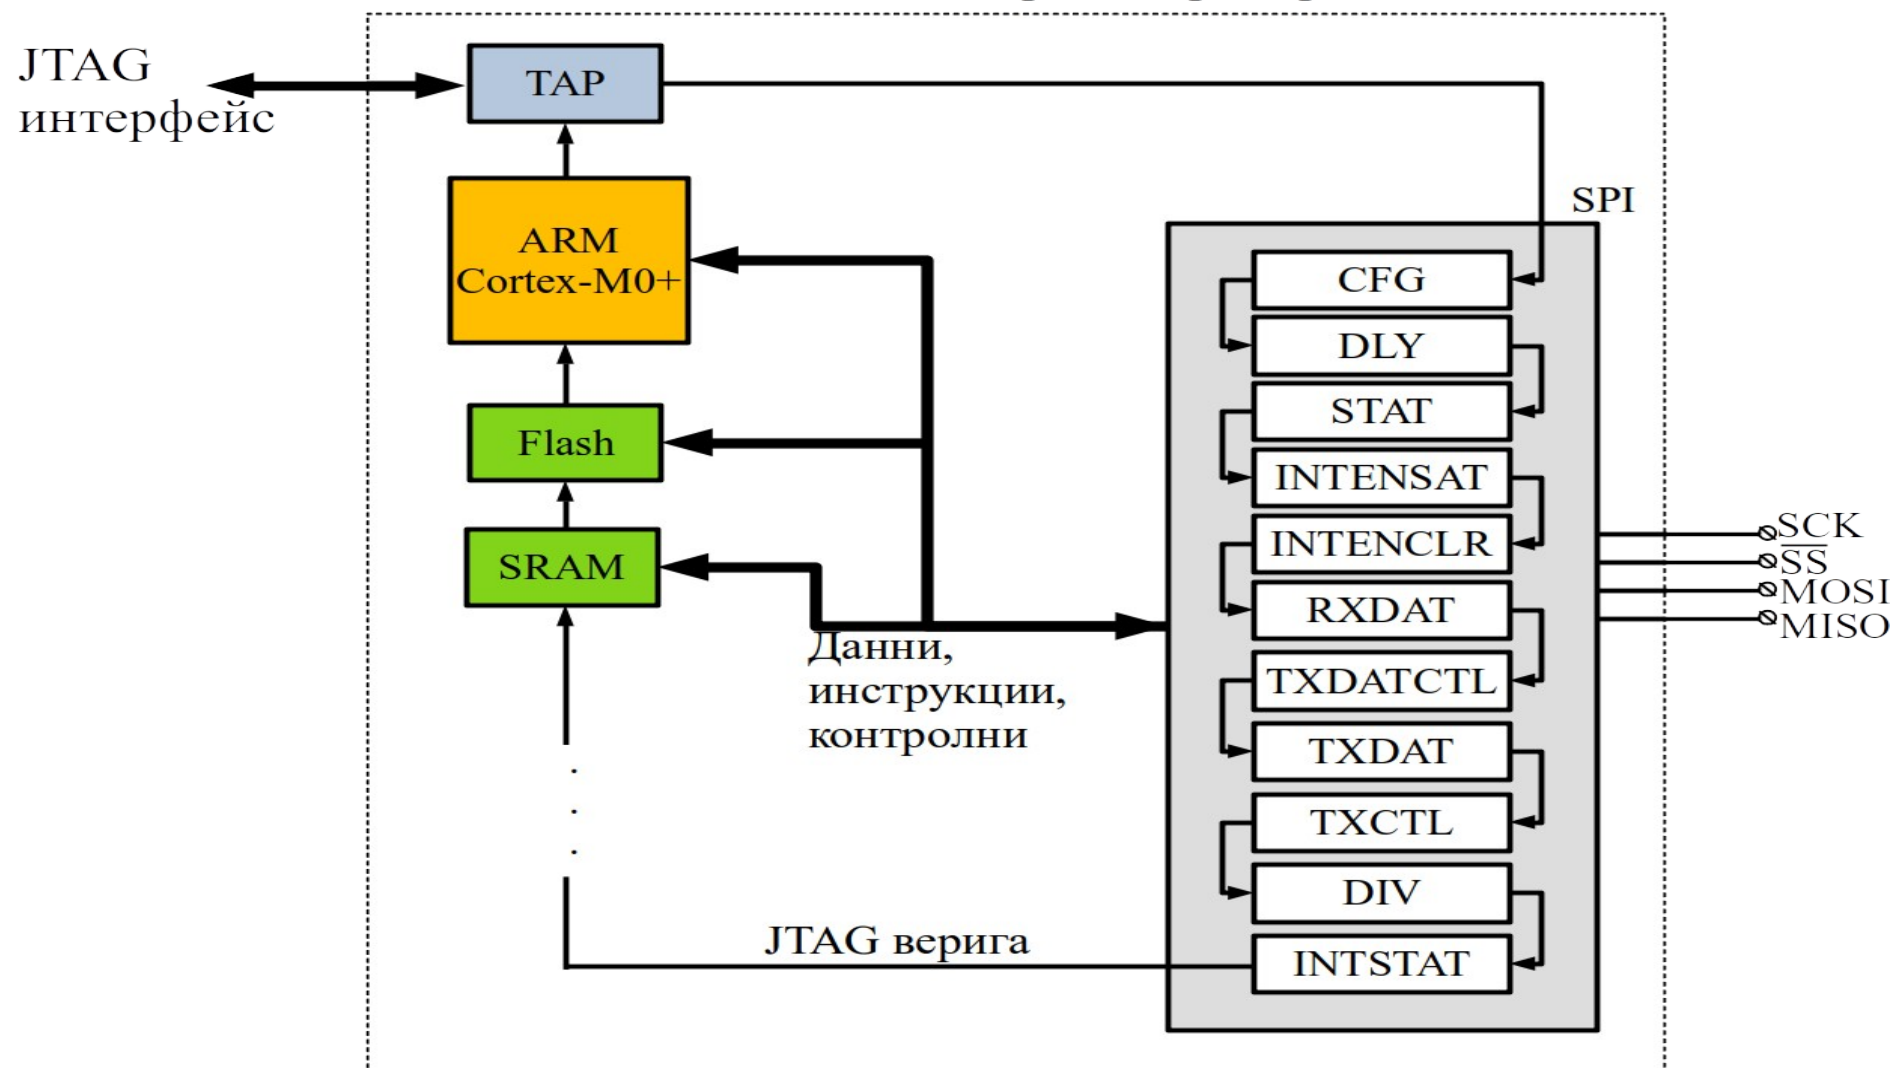 JTAG
интерфейс
TAP
ARM
Cortex-M0+
Flash
SRAM
Данни,
инструкции,
контролни
JTAG верига
SPI
CFG
DLY
STAT
INTENSAT
INTENCLR
RXDAT
TXDATCTL
TXDAT
TXCTL
DIV
INTSTAT
SCK
SS
MOSI
MISO